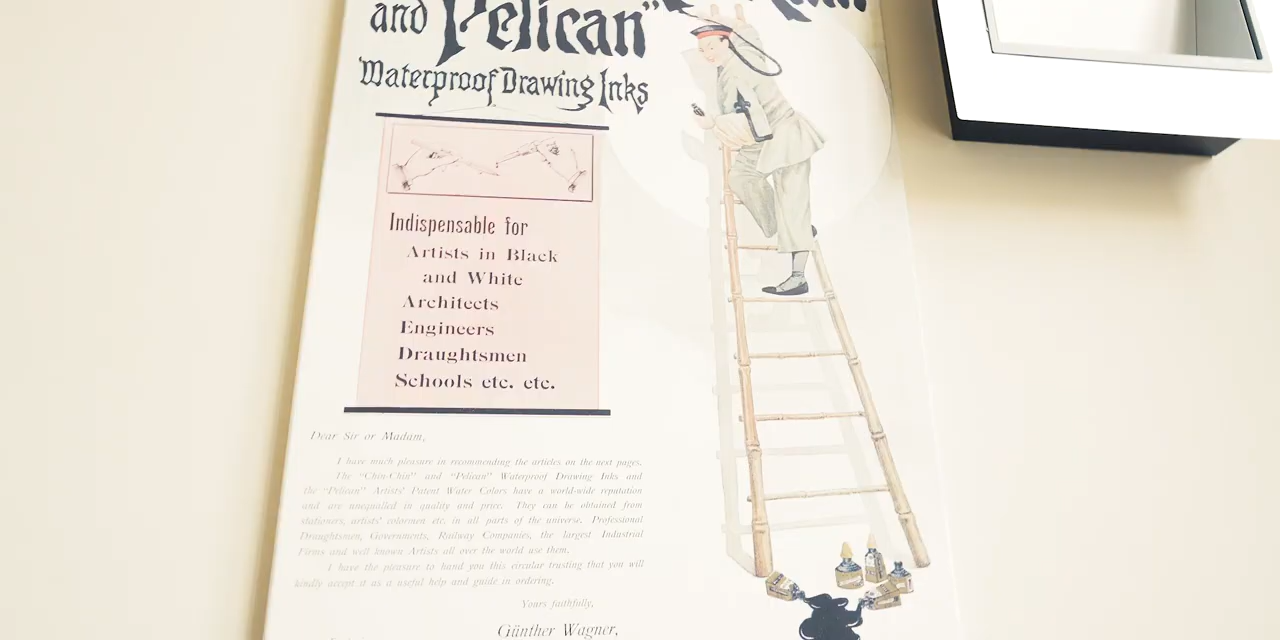 and "Pelican"
Waterproof Drawing Inks
Indispensable for
Artists in Black
and White
Architects
Engineers
Draughtsmen
Schools etc. etc.
Dear Sir or Madam,
I have much pleasure in recommending the articles on the next pages.
The "Chin-Chin" and "Pelican" Waterproof Drawing Inks and
the "Pelican" Artists' Patent Water Colors have a world-wide reputation
and are unequalled in quality and price. They can be obtained from
stationers, artists' colormen etc. in all parts of the universe. Professional
Draughtsmen, Governments, Railway Companies, the largest Industrial
Firms and well known Artists all over the world use them.
I have the pleasure to hand you this circular trusting that you will
kindly accept it as a useful help and guide in ordering.
Yours faithfully,
Günther Wagner,